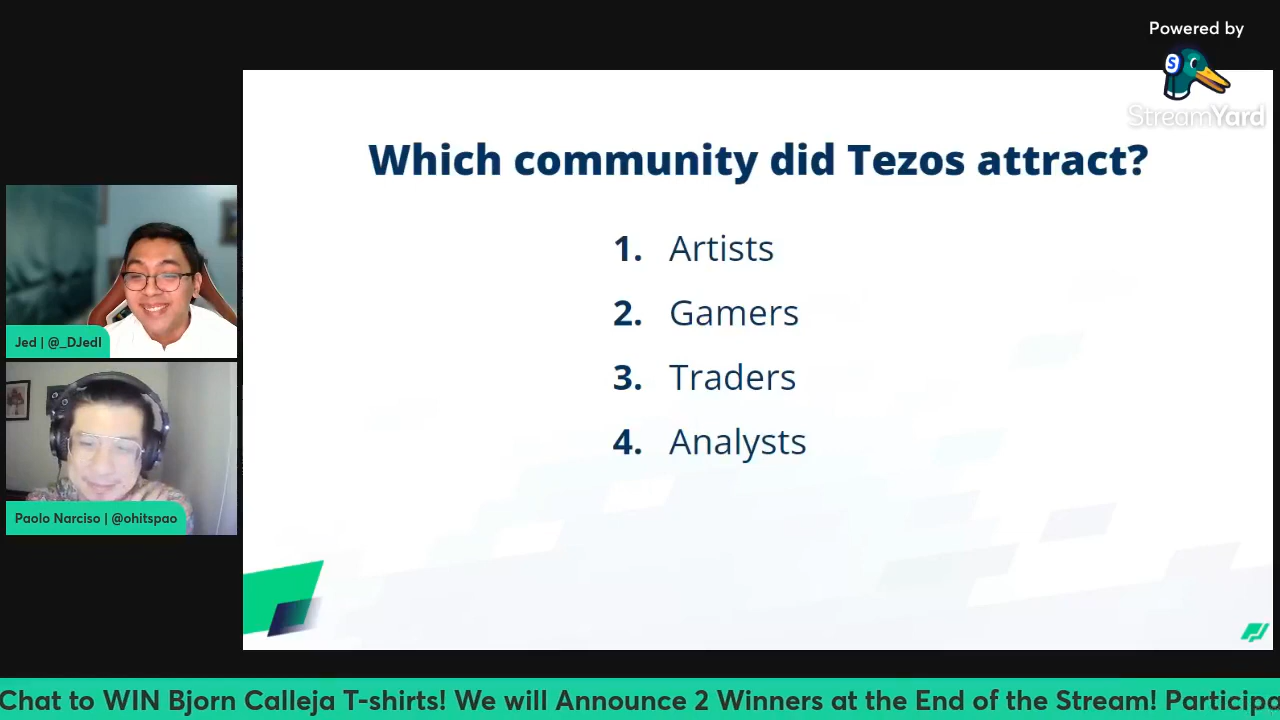 Powered by
StreamYard
Which community did Tezos attract?
1. Artists
2. Gamers
3. Traders
4. Analysts
Jed | @_DJedI
Paolo Narciso | @ohitspao
Chat to WIN Bjorn Calleja T-shirts! We will Announce 2 Winners at the End of the Stream! Participa